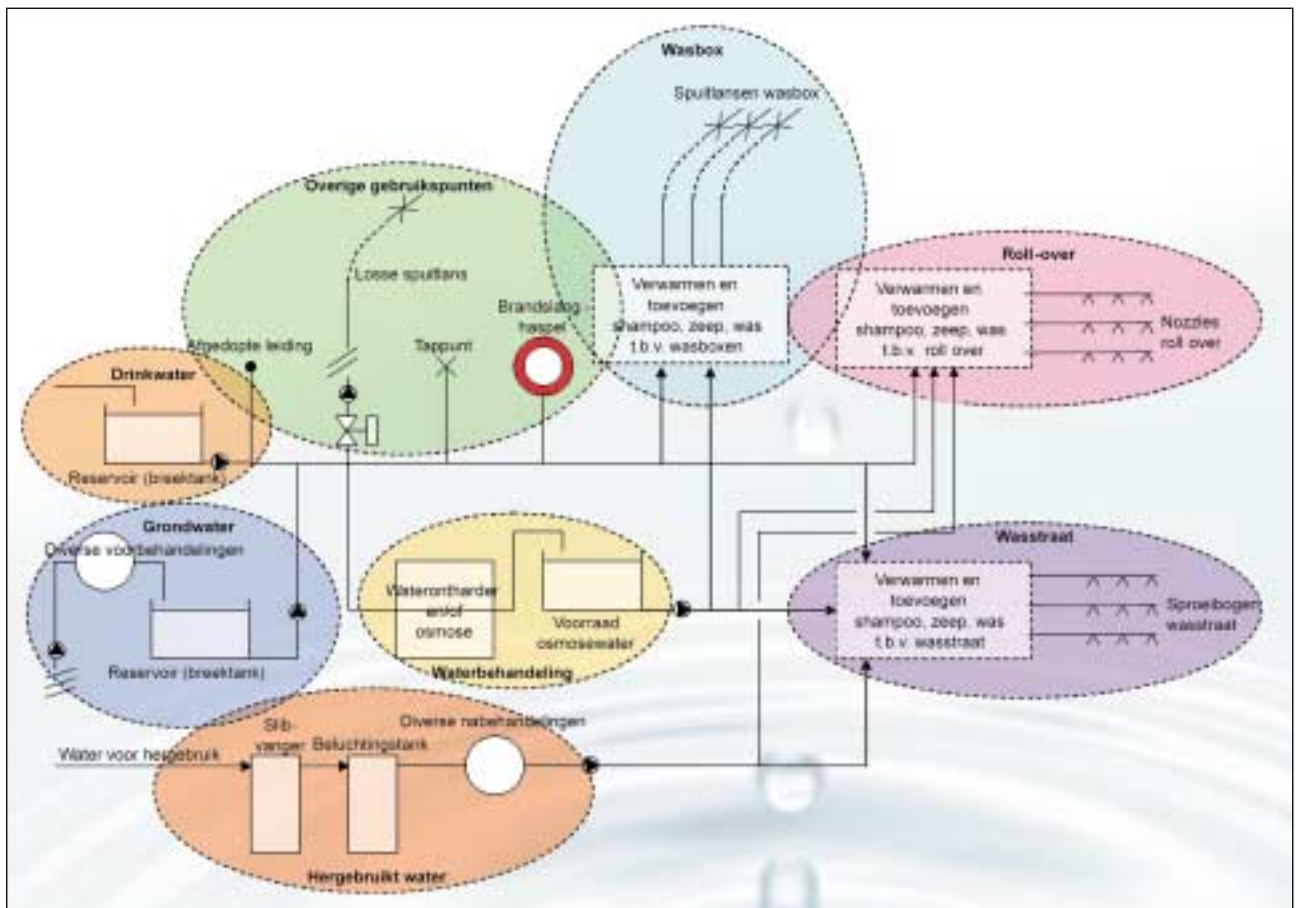 Wasbox
Spuitlansen wasbox
Overige gebruikspunten
Losse spuitlans
Brandslang
haspel
Afgedopte leiding
Tappunt
Verwarmen en
toevoegen
shampoo, zeep, was
t.b.v. wasboxen
Roll-over
Verwarmen en
toevoegen
shampoo, zeep, was
t.b.v. roll over
Nozzles
roll over
Drinkwater
Reservoir (breektank)
Grondwater
Diverse voorbehandelingen
Reservoir (breektank)
Waterontharder
en/of
osmose
Voorraad
osmosewater
Waterbehandeling
Wasstraat
Verwarmen en
toevoegen
shampoo, zeep, was
t.b.v. wasstraat
Sproeibogen
wasstraat
Water voor hergebruik
Slib-
vanger
Beluchtingstank
Diverse nabehandelingen
Hergebruikt water